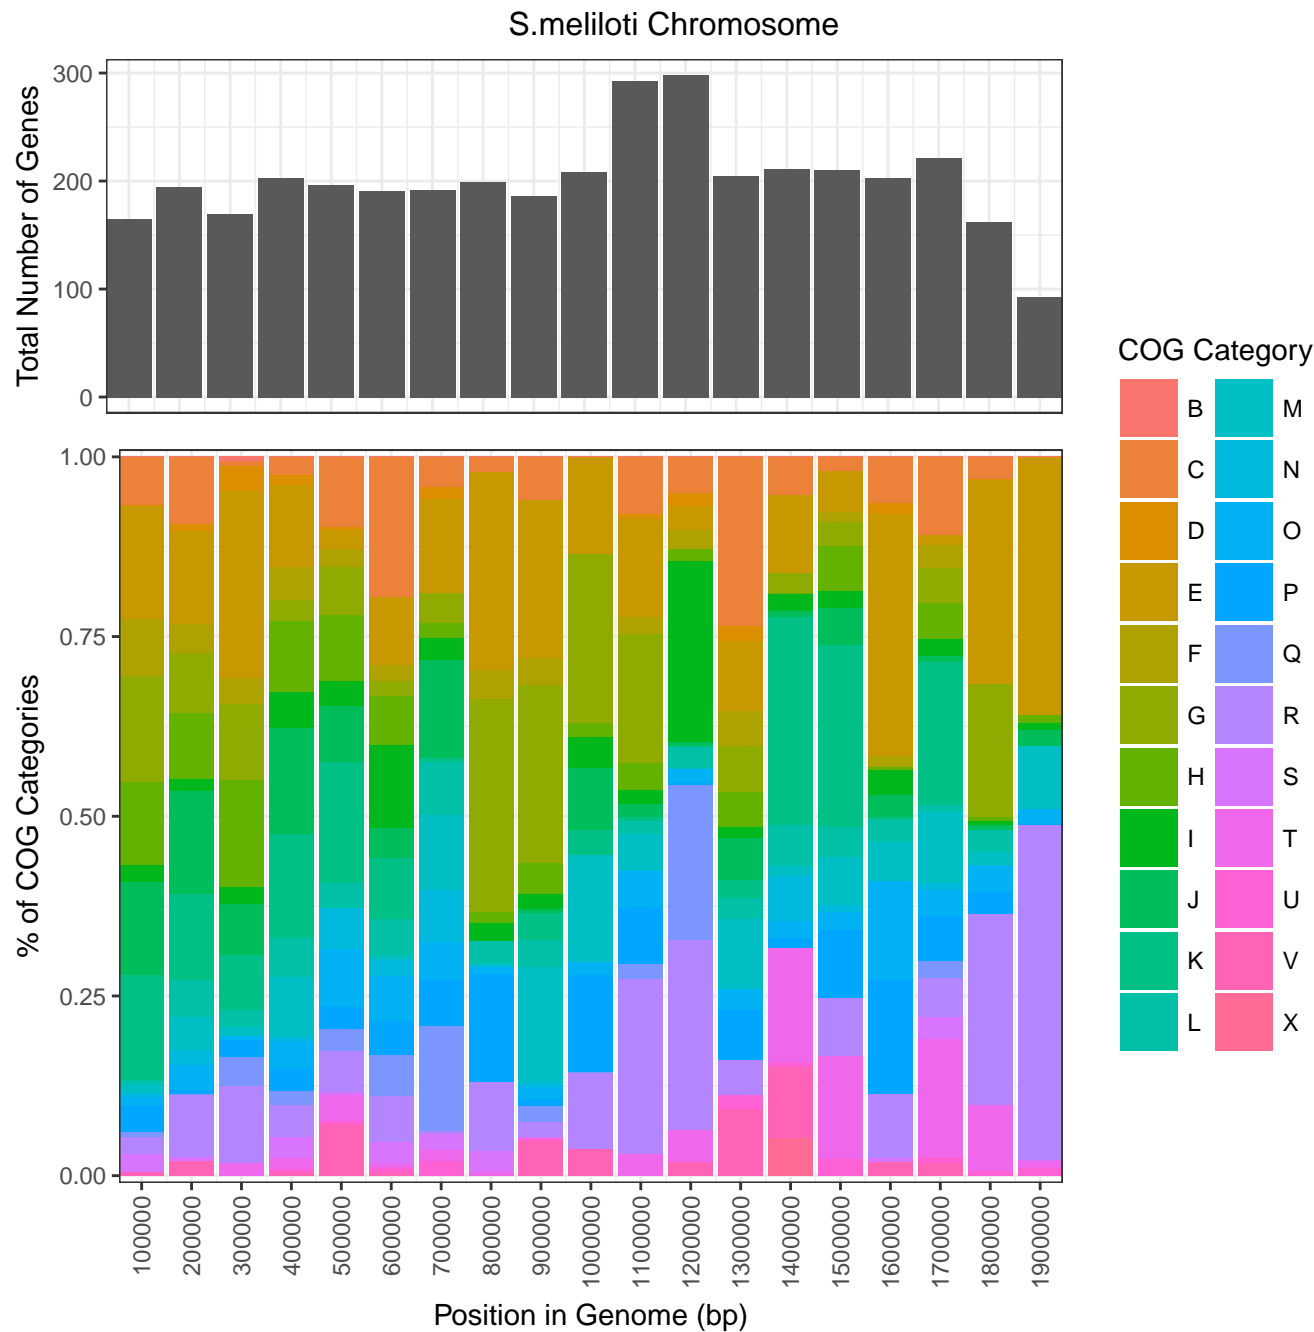 S.meliloti Chromosome
Total Number of Genes
300
200
100
0
% of COG Categories
1.00
0.75
0.50
0.25
0.00
100000
200000
300000
400000
500000
600000
700000
800000
900000
1000000
1100000
1200000
1300000
1400000
1500000
1600000
1700000
1800000
1900000
Position in Genome (bp)
COG Category
B
C
D
E
F
G
H
I
J
K
L
M
N
O
P
Q
R
S
T
U
V
X